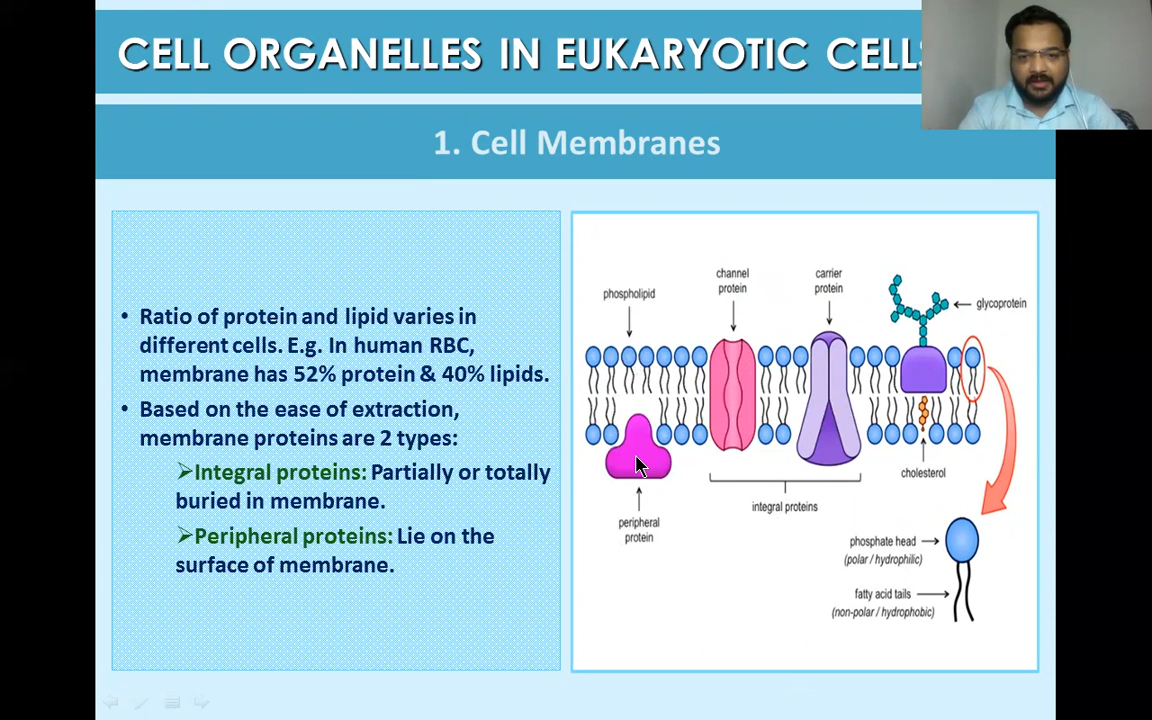 CELL ORGANELLES IN EUKARYOTIC CELLS
1. Cell Membranes
• Ratio of protein and lipid varies in
different cells. E.g. In human RBC,
membrane has 52% protein & 40% lipids.
• Based on the ease of extraction,
membrane proteins are 2 types:
➢Integral proteins: Partially or totally
buried in membrane.
➢Peripheral proteins: Lie on the
surface of membrane.
phospholipid
channel
protein
carrier
protein
glycoprotein
peripheral
protein
integral proteins
cholesterol
phosphate head
(polar / hydrophilic)
fatty acid tails
(non-polar / hydrophobic)